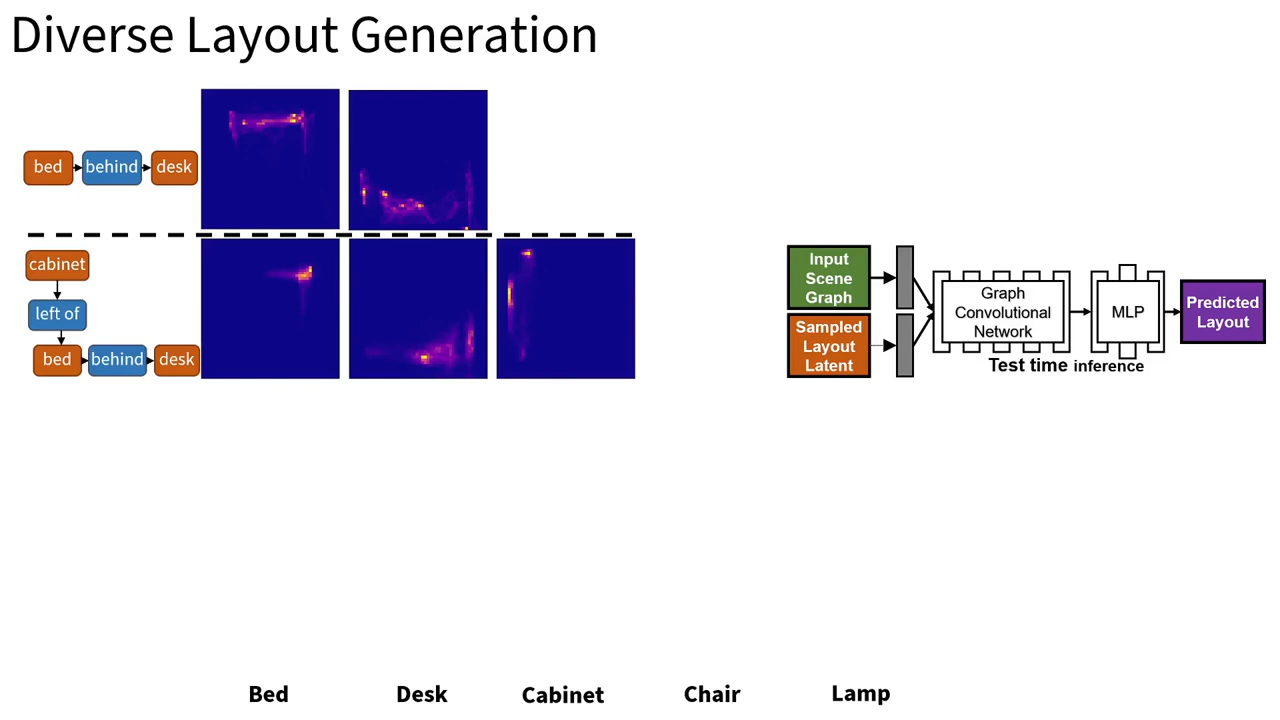 Diverse Layout Generation
bed behind desk
cabinet
left of
bed behind desk
Input
Scene
Graph
Sampled
Layout
Latent
Graph
Convolutional
Network
MLP
Predicted
Layout
Test time inference
Bed Desk Cabinet Chair Lamp